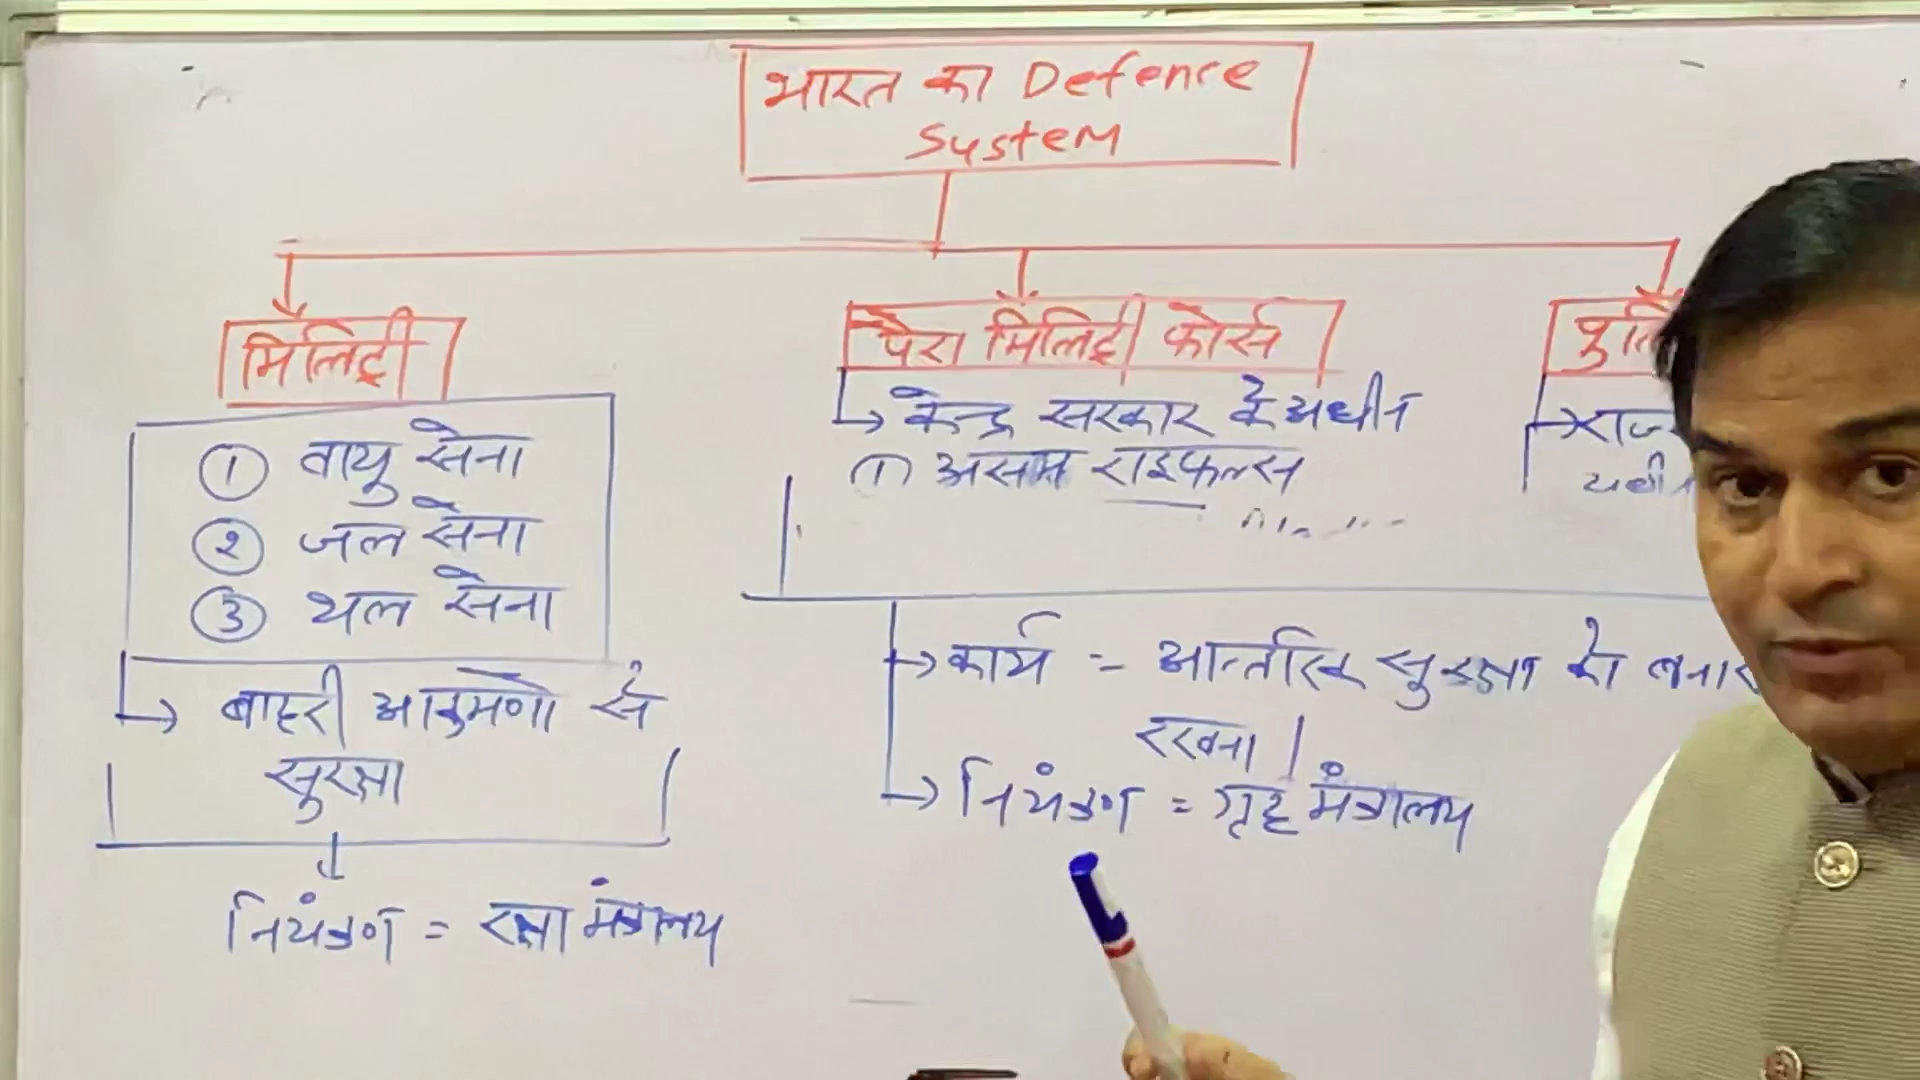 भारत का Defence
System
मिलिट्री
① वायु सेना
② जल सेना
③ थल सेना
बाहरी आक्रमणों से
सुरक्षा
नियंत्रण = रक्षा मंत्रालय
पैरा मिलिट्री फोर्स
केन्द्र सरकार के अधीन
① असम राइफल्स
कार्य :- आन्तरिक सुरक्षा को
रखना
नियंत्रण = गृह मंत्रालय